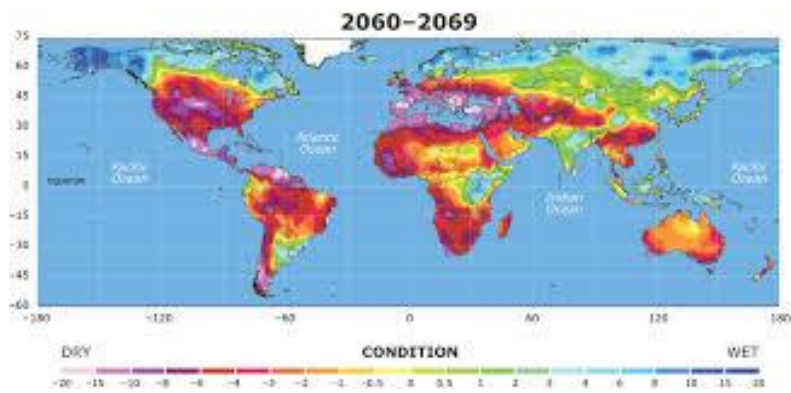 2060–2069
75
60
45
30
15
0
-15
-30
-45
-60
Atlantic
Ocean
Pacific
Ocean
EQUATOR
Pacific
Ocean
Indian
Ocean
-180 -120 -60 0 60 120 180
DRY CONDITION WET
-20 -15 -10 -8 -6 -4 -3 -2 -1 -0.5 0 0.5 1 2 3 4 6 8 10 15 20